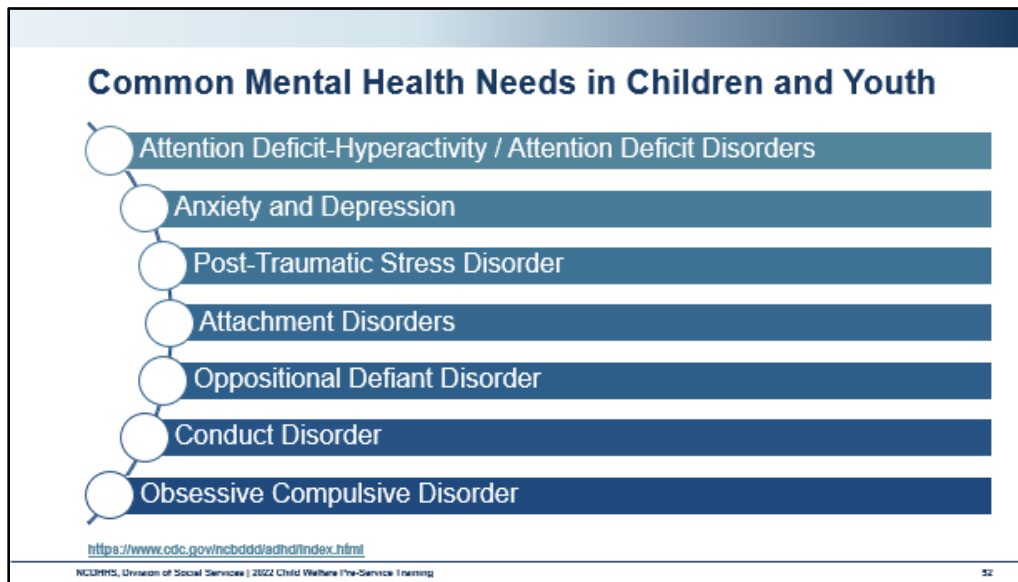 Common Mental Health Needs in Children and Youth
Attention Deficit-Hyperactivity / Attention Deficit Disorders
Anxiety and Depression
Post-Traumatic Stress Disorder
Attachment Disorders
Oppositional Defiant Disorder
Conduct Disorder
Obsessive Compulsive Disorder
https://www.cdc.gov/ncbddd/adhd/index.html
NCDHHS, Division of Social Services | 2022 Child Welfare Pre-Service Training
52